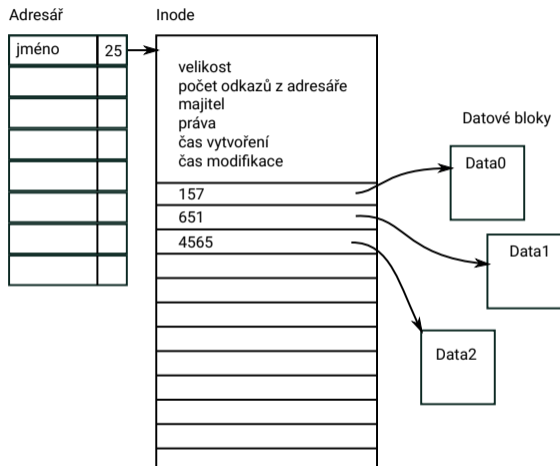 Adresář
Inode
jméno 25
velikost
počet odkazů z adresáře
majitel
práva
čas vytvoření
čas modifikace
Datové bloky
157
651
4565
Data0
Data1
Data2